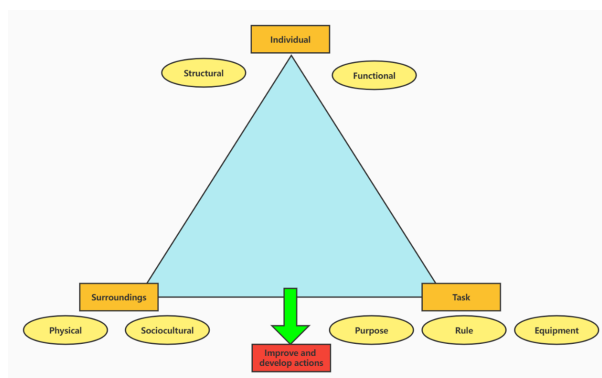 Individual
Structural
Functional
Surroundings
Task
Physical
Sociocultural
Purpose
Rule
Equipment
Improve and
develop actions